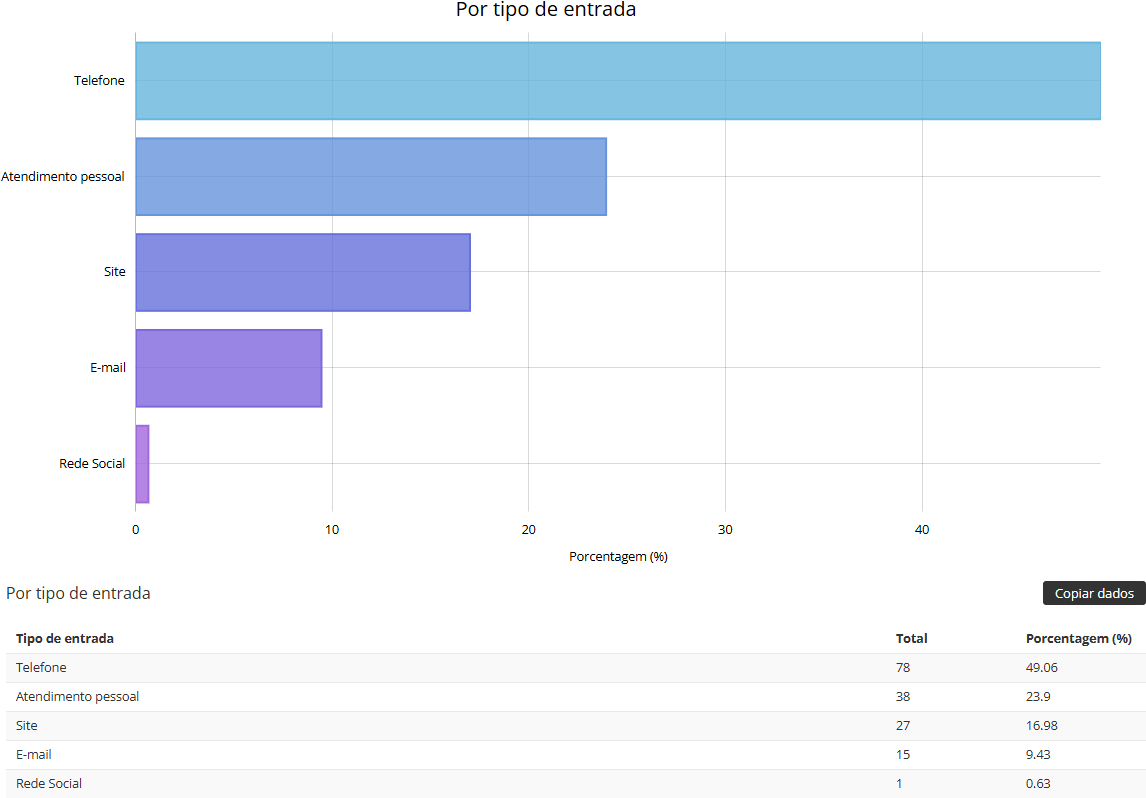 Por tipo de entrada
Telefone
Atendimento pessoal
Site
E-mail
Rede Social
0 10 20 30 40
Porcentagem (%)
Por tipo de entrada Copiar dados
Tipo de entrada Total Porcentagem (%)
Telefone 78 49.06
Atendimento pessoal 38 23.9
Site 27 16.98
E-mail 15 9.43
Rede Social 1 0.63